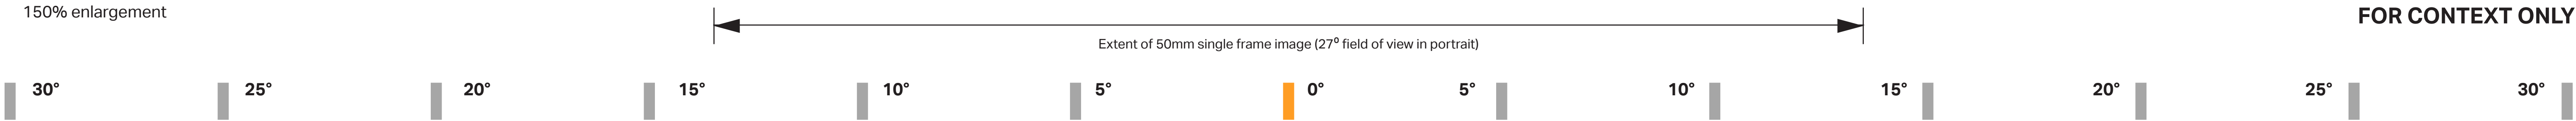 150% enlargement
FOR CONTEXT ONLY
Extent of 50mm single frame image (27° field of view in portrait)
30° 25° 20° 15° 10° 5° 0° 5° 10° 15° 20° 25° 30°